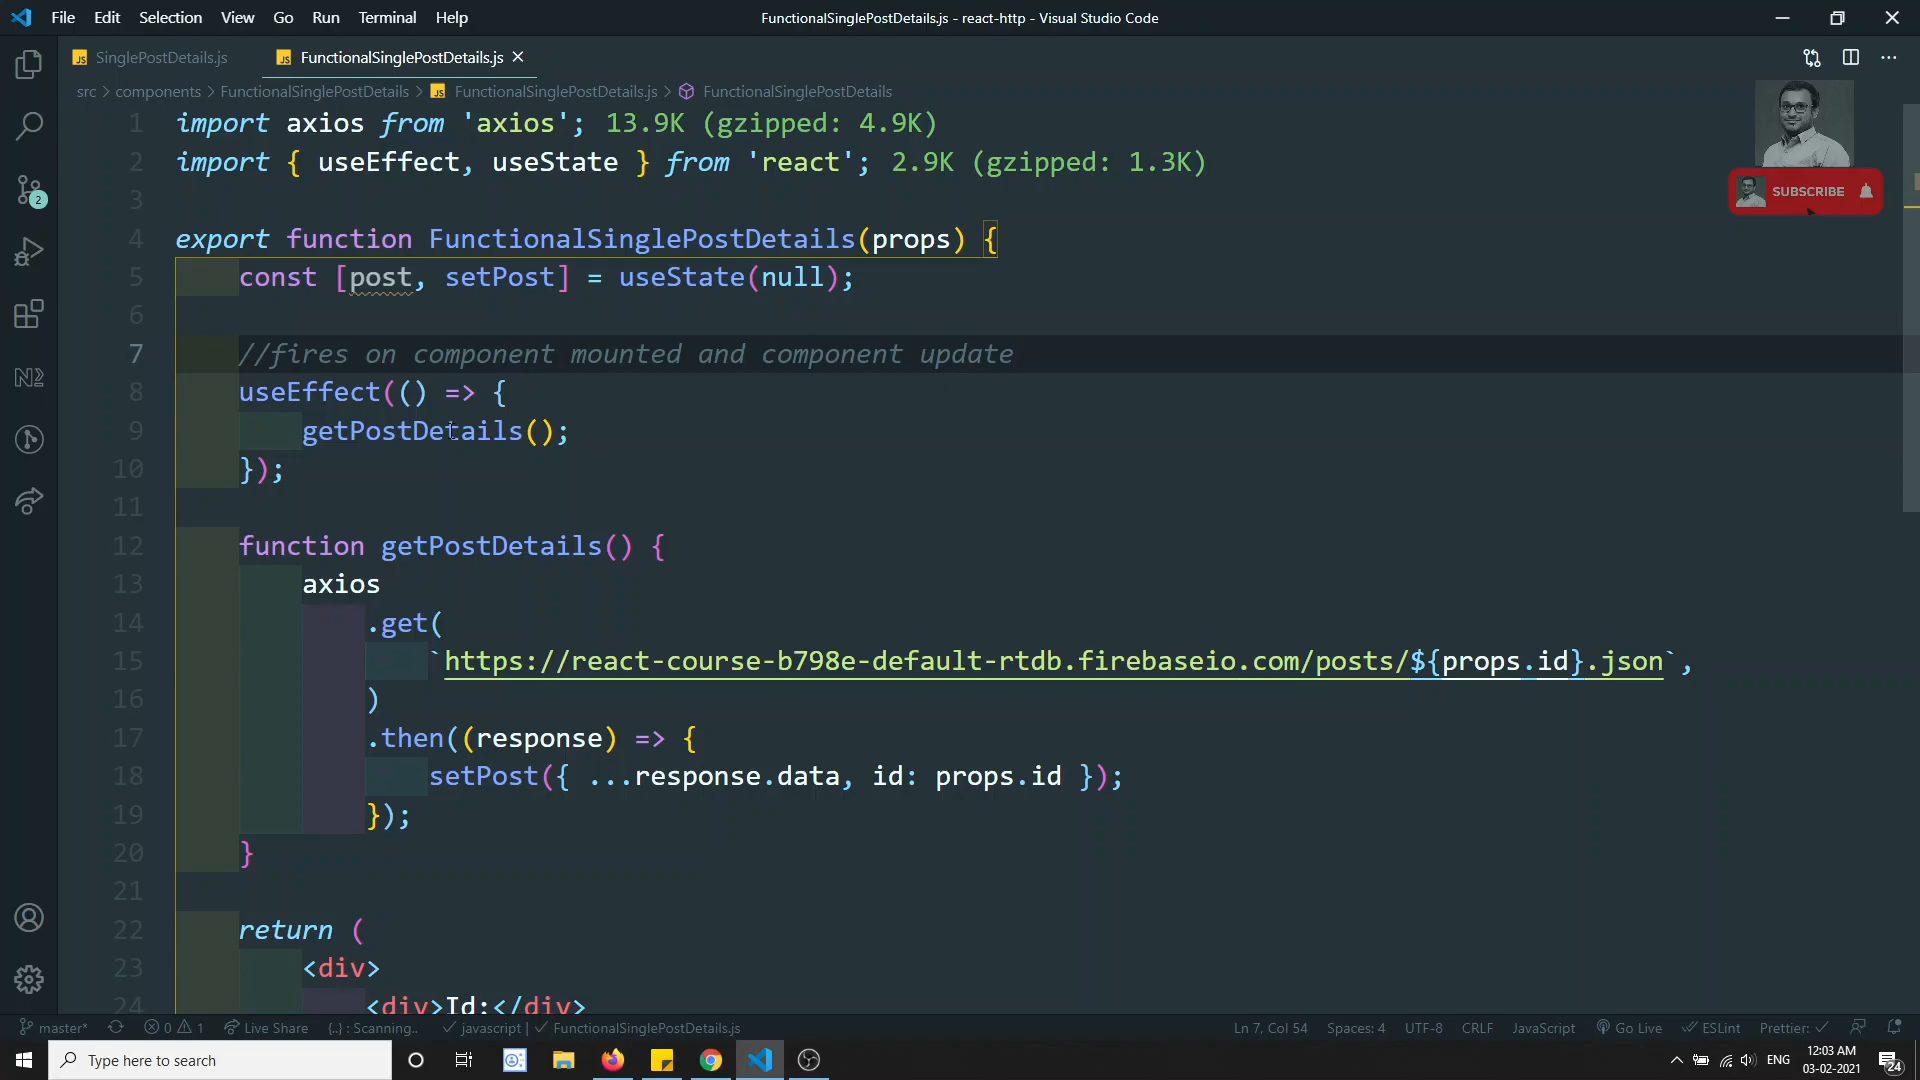 File Edit Selection View Go Run Terminal Help
FunctionalSinglePostDetails.js - react-http - Visual Studio Code
SinglePostDetails.js
FunctionalSinglePostDetails.js
src > components > FunctionalSinglePostDetails > FunctionalSinglePostDetails.js > FunctionalSinglePostDetails
1 import axios from 'axios'; 13.9K (gzipped: 4.9K)
2 import { useEffect, useState } from 'react'; 2.9K (gzipped: 1.3K)
3
4 export function FunctionalSinglePostDetails(props) {
5 const [post, setPost] = useState(null);
6
7 //fires on component mounted and component update
8 useEffect(() => {
9 getPostDetails();
10 });
11
12 function getPostDetails() {
13 axios
14 .get(
15 `https://react-course-b798e-default-rtdb.firebaseio.com/posts/${props.id}.json`,
16 )
17 .then((response) => {
18 setPost({ ...response.data, id: props.id });
19 });
20 }
21
22 return (
23 <div>
24 <div>Id:</div>
SUBSCRIBE
2
master* 0 1 Live Share {..} : Scanning.. javascript | FunctionalSinglePostDetails.js
Ln 7, Col 54 Spaces: 4 UTF-8 CRLF JavaScript Go Live ESLint Prettier:
Type here to search
ENG
12:03 AM
03-02-2021
24